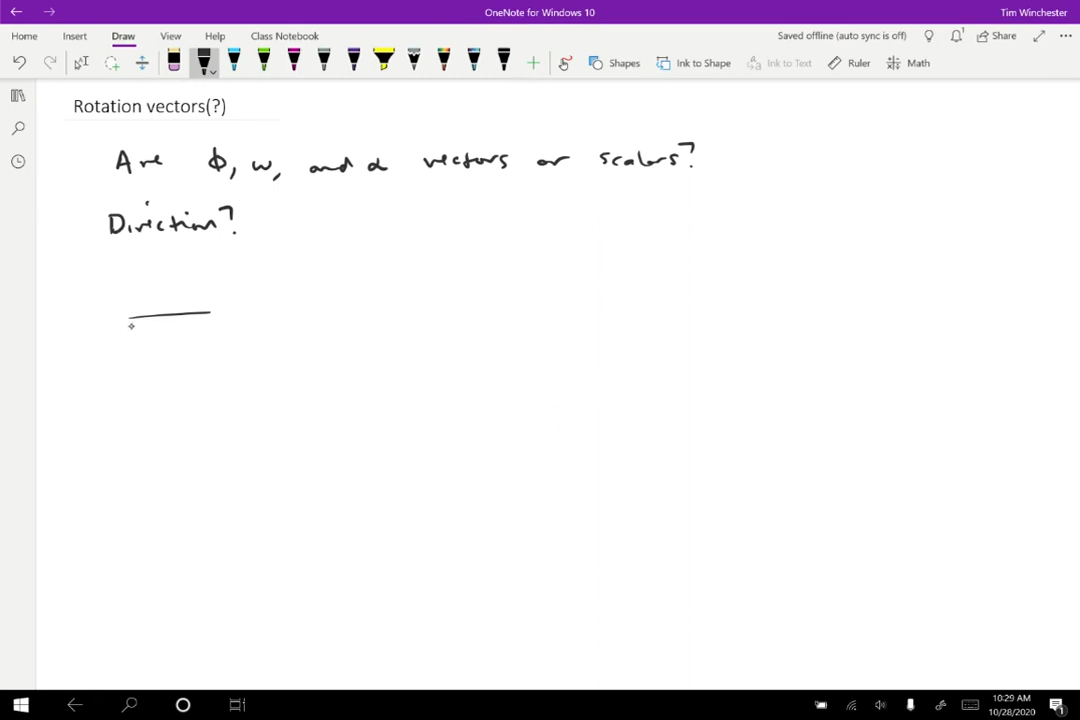 OneNote for Windows 10
Tim Winchester
Home Insert Draw View Help Class Notebook
Saved offline (auto sync is off) Share
Shapes Ink to Shape Ink to Text Ruler Math
Rotation vectors(?)
Are ϕ, ω, and α vectors or scalars?
Direction?
10:29 AM
10/28/2020